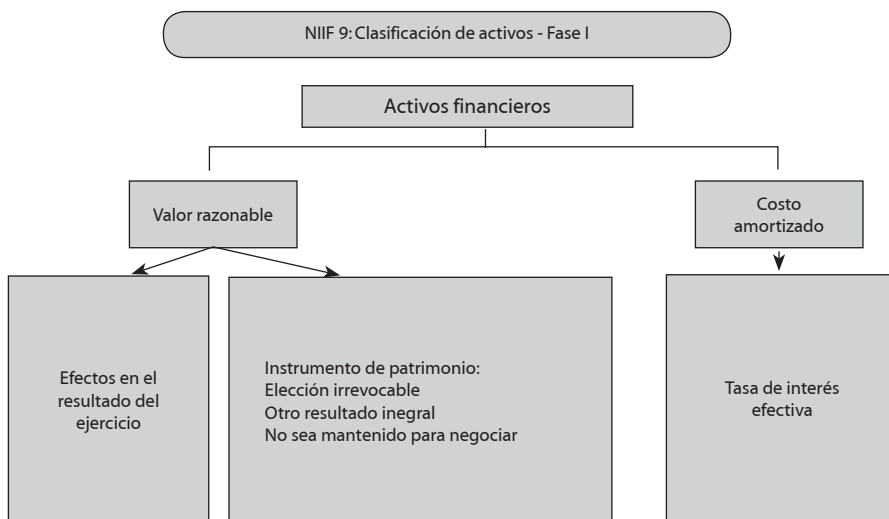 NIIF 9: Clasificación de activos - Fase I
Activos financieros
Valor razonable
Costo
amortizado
Efectos en el
resultado del
ejercicio
Instrumento de patrimonio:
Elección irrevocable
Otro resultado inegral
No sea mantenido para negociar
Tasa de interés
efectiva